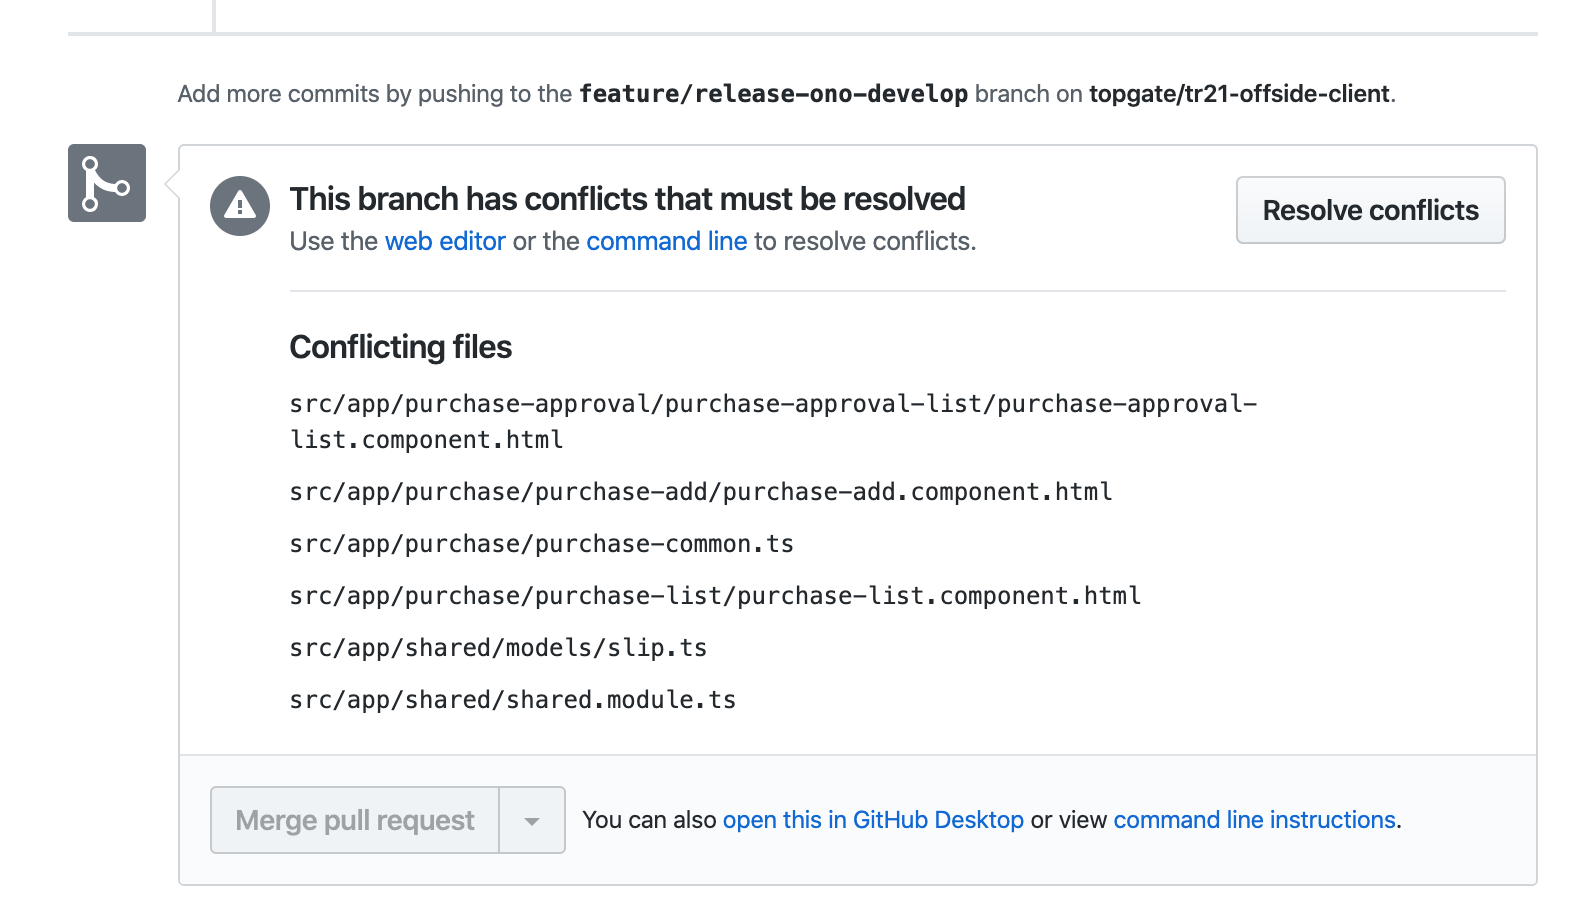 Add more commits by pushing to the feature/release-ono-develop branch on topgate/tr21-offside-client.
This branch has conflicts that must be resolved
Resolve conflicts
Use the web editor or the command line to resolve conflicts.
Conflicting files
src/app/purchase-approval/purchase-approval-list/purchase-approval-
list.component.html
src/app/purchase/purchase-add/purchase-add.component.html
src/app/purchase/purchase-common.ts
src/app/purchase/purchase-list/purchase-list.component.html
src/app/shared/models/slip.ts
src/app/shared/shared.module.ts
Merge pull request
You can also open this in GitHub Desktop or view command line instructions.